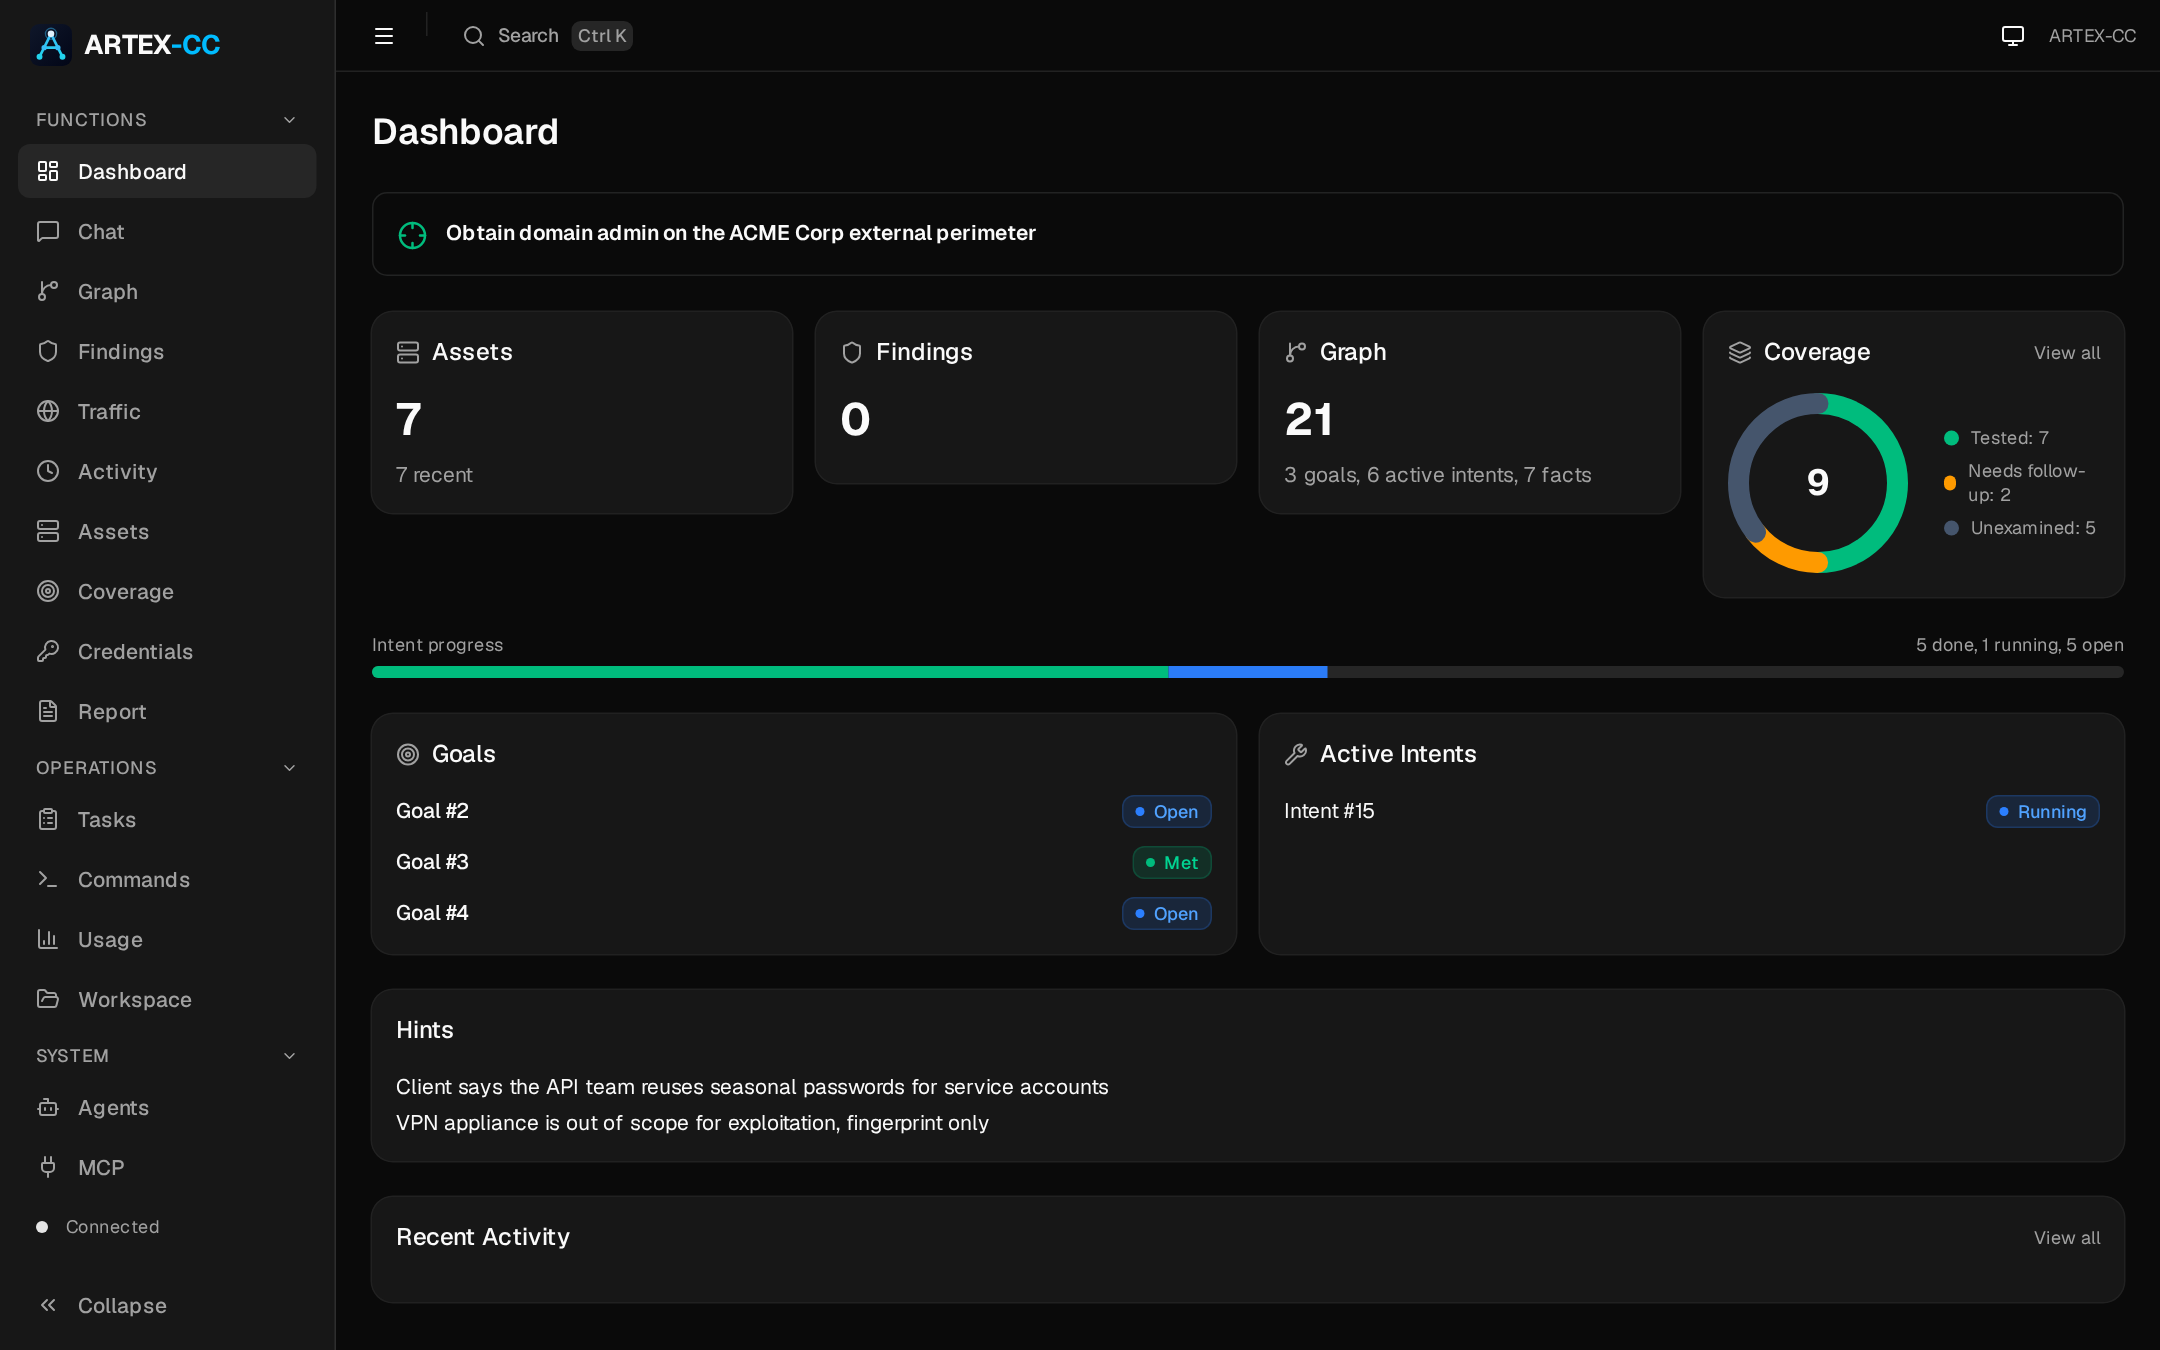 ARTEX-CC
FUNCTIONS
Dashboard
Chat
Graph
Findings
Traffic
Activity
Assets
Coverage
Credentials
Report
OPERATIONS
Tasks
Commands
Usage
Workspace
SYSTEM
Agents
MCP
Connected
Collapse
Search Ctrl K
ARTEX-CC
Dashboard
Obtain domain admin on the ACME Corp external perimeter
Assets
7
7 recent
Findings
0
Graph
21
3 goals, 6 active intents, 7 facts
Coverage
View all
9
Tested: 7
Needs follow-
up: 2
Unexamined: 5
Intent progress
5 done, 1 running, 5 open
Goals
Goal #2 Open
Goal #3 Met
Goal #4 Open
Active Intents
Intent #15 Running
Hints
Client says the API team reuses seasonal passwords for service accounts
VPN appliance is out of scope for exploitation, fingerprint only
Recent Activity
View all